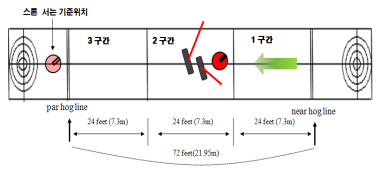 스톤 서는 기준위치
3 구간
2 구간
1 구간
par hog line
near hog line
24 feet (7.3m)
24 feet (7.3m)
24 feet (7.3m)
72 feet (21.95m)